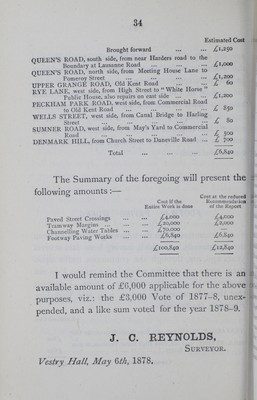 34
Estimated Cost
Brought forward ... ... £1,250
QUEEN'S ROAD, south side, from near Harders road to the
Boundary at Lausanne Road ... ... ... £1,000
QUEEN'S ROAD, north side, from Meeting House Lane to
Pomeroy Street ... ... ... ... £1,200
UPPER GRANGE ROAD, Old Kent Road ... ... £ 60
RYE LANE, west side, from High Street to "White Horse"
Public House, also repairs on east side ... ... £1,200
PECKHAM PARK ROAD, west side, from Commercial Road
to Old Kent Road ... ... ... ... £ 850
WELLS STREET, west side, from Canal Bridge to Harling
Street ... ... ... ... ... £ 80
SUMNER ROAD, west side, from May's Yard to Commercial
Road ... ... ... ... ... £ 500
DENMARK HILL, from Church Street to Daneville Road ... £ 700
Total ... ... ... £6,840
The Summary of the foregoing will present the
following amounts :—
Cost if the Entire Work is done
Cost at the reduced Recommendation of the Report
Paved Street Crossings ... £4,000 £4,000
Tramway Margins ... ... £20,000 £2,000
Channelling Water Tables ... £70,000 ...
Footway Paving Works ... £6,840 £6,840
£100,840 £12,840
I would remind the Committee that there is an
available amount of £6,000 applicable for the above
purposes, viz.: the £3,000 Vote of 1877-8, unex-
pended, and a like sum voted for the year 1878-9.
J. C. REYNOLDS,
Surveyor.
Vestry Hall, May 6th, 1878.